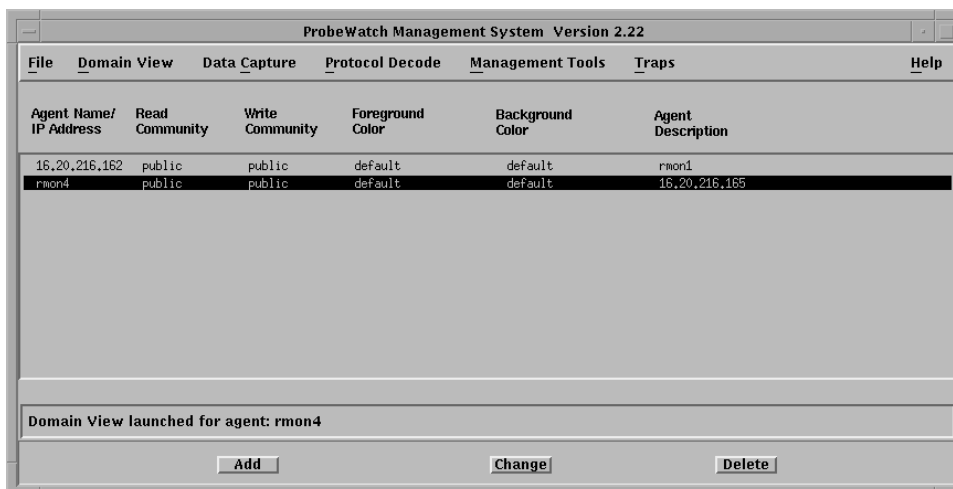 ProbeWatch Management System Version 2.22
File Domain View Data Capture Protocol Decode Management Tools Traps Help
Agent Name/ Read Write Foreground Background Agent
IP Address Community Community Color Color Description
16.20.216.162 public public default default rmon1
rmon4 public public default default 16.20.216.165
Domain View launched for agent: rmon4
Add Change Delete